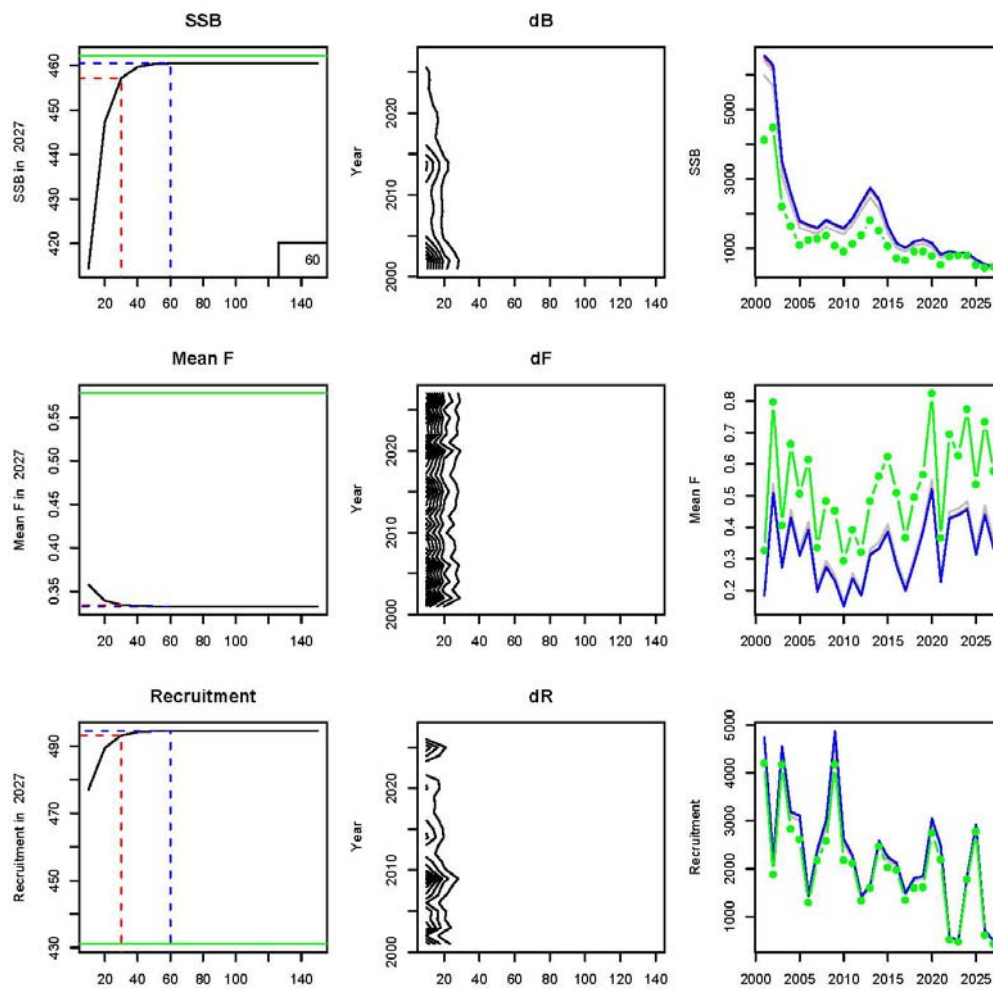 SSB
dB
SSB in 2027
420 430 440 450 460
60
20 40 60 80 100 140
Year
2000 2010 2020
20 40 60 80 100 120 140
SSB
1000 3000 5000
2000 2005 2010 2015 2020 2025
Mean F
dF
Mean F in 2027
0.35 0.40 0.45 0.50 0.55
20 40 60 80 100 140
Year
2000 2010 2020
20 40 60 80 100 120 140
Mean F
0.2 0.3 0.4 0.5 0.6 0.7 0.8
2000 2005 2010 2015 2020 2025
Recruitment
dR
Recruitment in 2027
430 450 470 490
20 40 60 80 100 140
Year
2000 2010 2020
20 40 60 80 100 120 140
Recruitment
1000 2000 3000 4000 5000
2000 2005 2010 2015 2020 2025